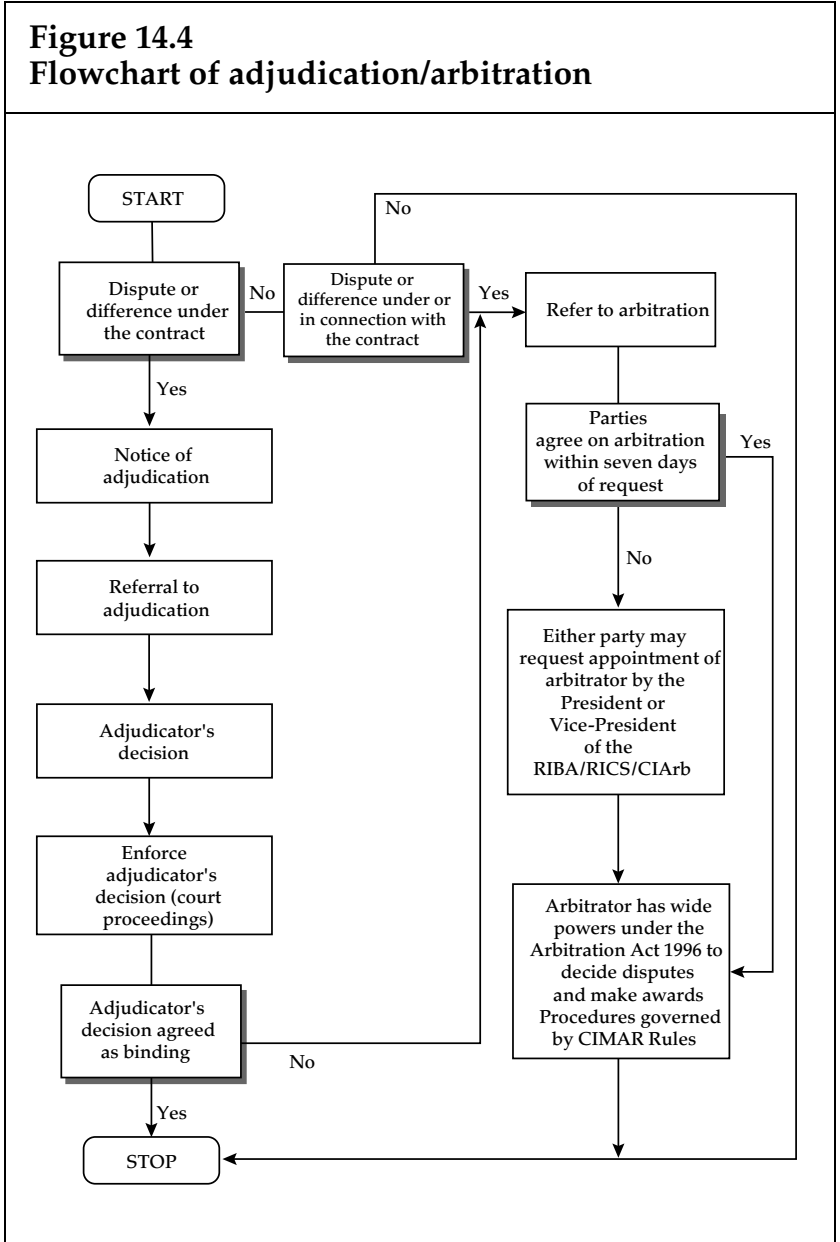 Figure 14.4
Flowchart of adjudication/arbitration
START
No
Dispute or
difference under
the contract
No
Dispute or
difference under or
in connection with
the contract
Yes
Refer to arbitration
Yes
Notice of
adjudication
Parties
agree on arbitration
within seven days
of request
Yes
No
Referral to
adjudication
Either party may
request appointment of
arbitrator by the
President or
Vice-President
of the
RIBA/RICS/CIArb
Adjudicator's
decision
Enforce
adjudicator's
decision (court
proceedings)
Arbitrator has wide
powers under the
Arbitration Act 1996 to
decide disputes
and make awards
Procedures governed
by CIMAR Rules
Adjudicator's
decision agreed
as binding
No
Yes
STOP